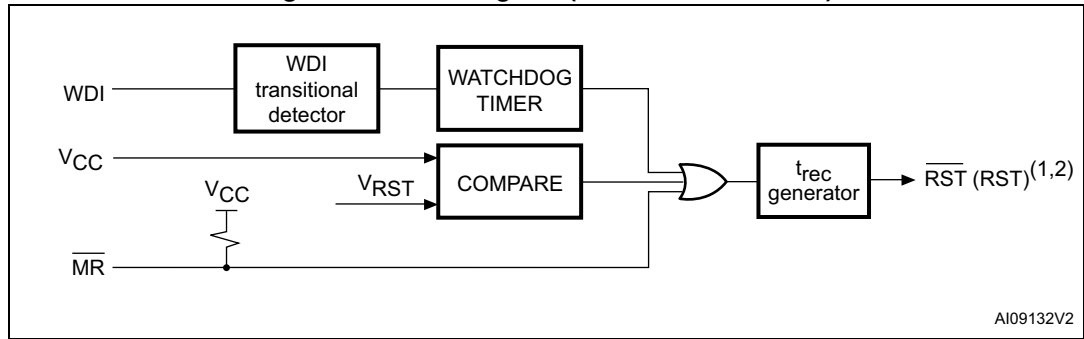 WDI
WDI
transitional
detector
WATCHDOG
TIMER
VCC
VRST
COMPARE
VCC
MR
trec
generator
RST (RST)(1,2)
AI09132V2